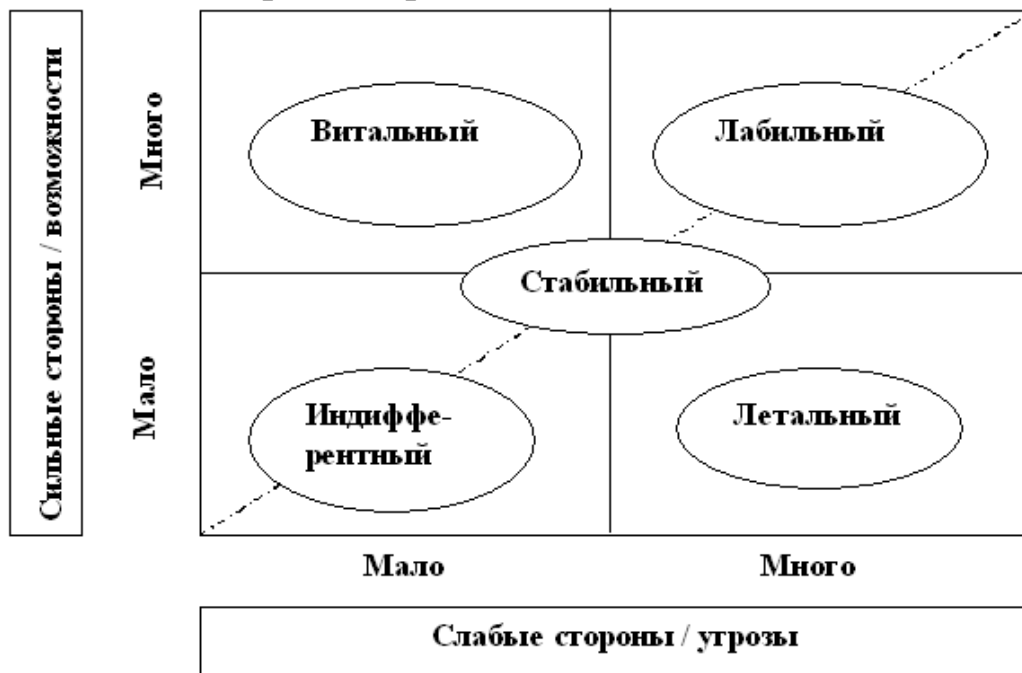 Сильные стороны / возможности
Много
Мало
Витальный
Лабильный
Стабильный
Индиффе-
рентный
Летальный
Мало
Много
Слабые стороны / угрозы